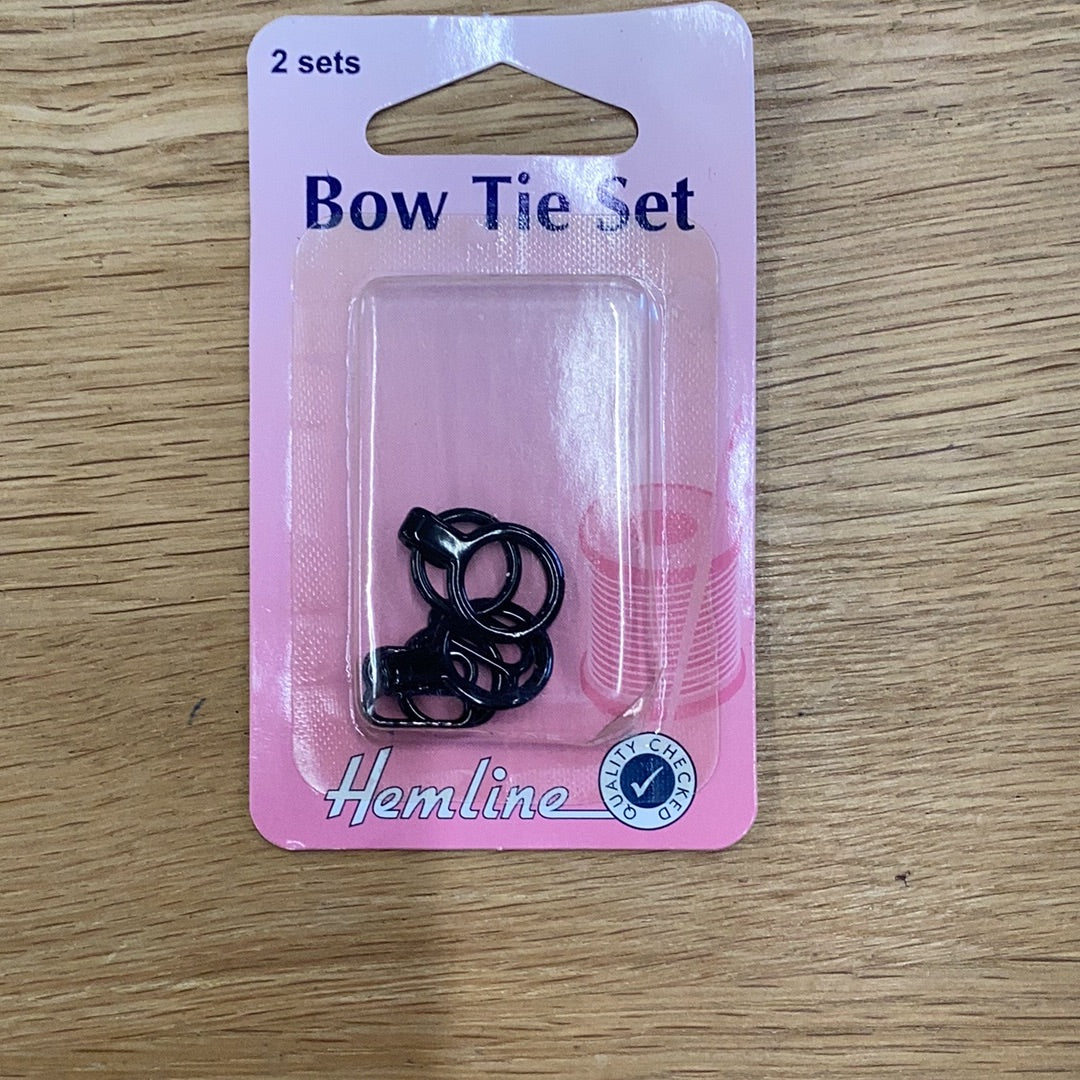 2 sets
Bow Tie Set
Hemline
QUALITY CHECKED